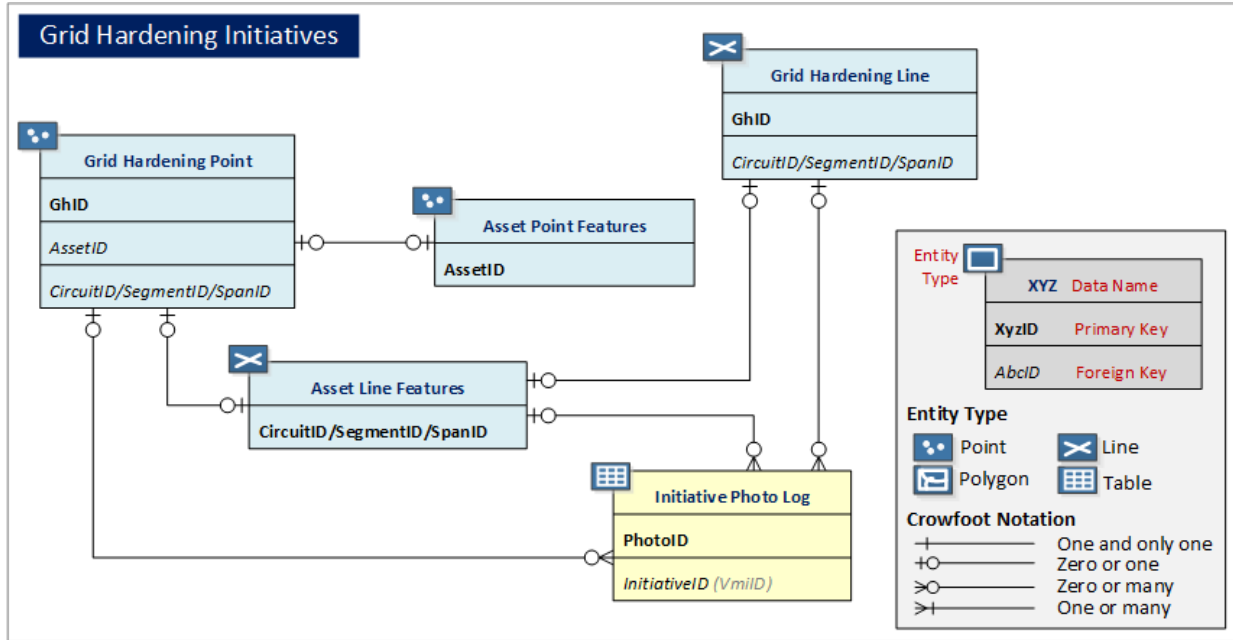 Grid Hardening Initiatives
Grid Hardening Line
GhID
CircuitID/SegmentID/SpanID
Grid Hardening Point
GhID
AssetID
CircuitID/SegmentID/SpanID
Asset Point Features
AssetID
Asset Line Features
CircuitID/SegmentID/SpanID
Initiative Photo Log
PhotoID
InitiativeID (VmiID)
Entity
Type
XYZ Data Name
XyzID Primary Key
AbcID Foreign Key
Entity Type
Point
Line
Polygon
Table
Crowfoot Notation
One and only one
Zero or one
Zero or many
One or many